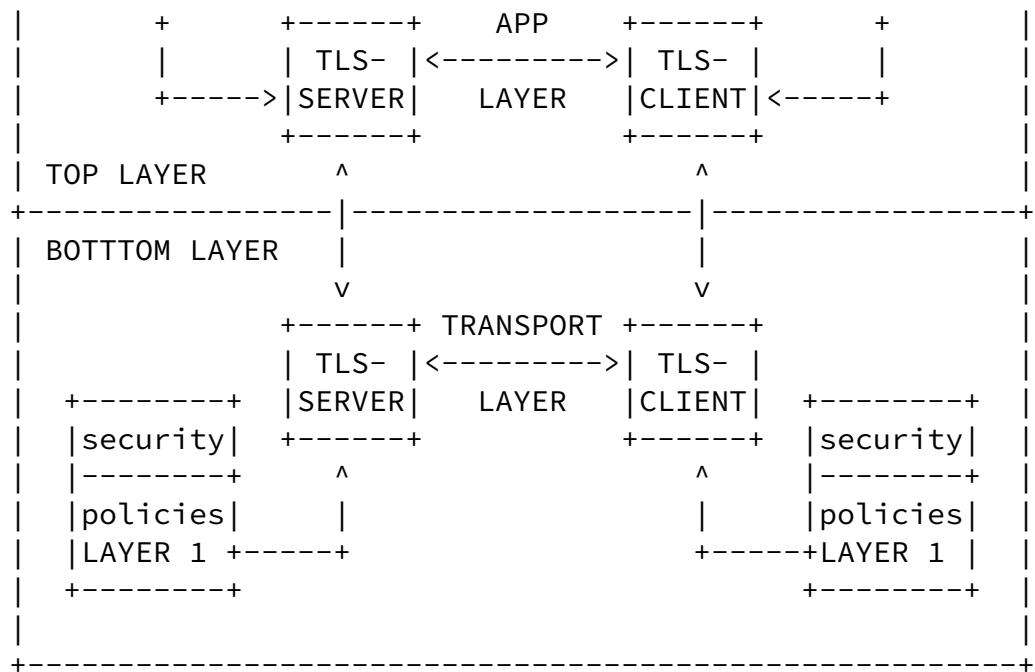 |       +      +------+    APP    +------+      +       |
|       |      | TLS- |<--------->| TLS- |      |       |
|       +----->|SERVER|   LAYER   |CLIENT|<-----+       |
|              +------+           +------+              |
| TOP LAYER       ^                   ^                 |
+-----------------|-------------------|-----------------+
| BOTTTOM LAYER   |                   |                 |
|                 v                   v                 |
|              +------+ TRANSPORT +------+              |
|              | TLS- |<--------->| TLS- |              |
|  +--------+  |SERVER|   LAYER   |CLIENT|  +--------+  |
|  |security|  +------+           +------+  |security|  |
|  |--------+     ^                   ^     |--------+  |
|  |policies|     |                   |     |policies|  |
|  |LAYER 1 +-----+                   +-----+LAYER 1 |  |
|  +--------+                               +--------+  |
|                                                       |
+-------------------------------------------------------+